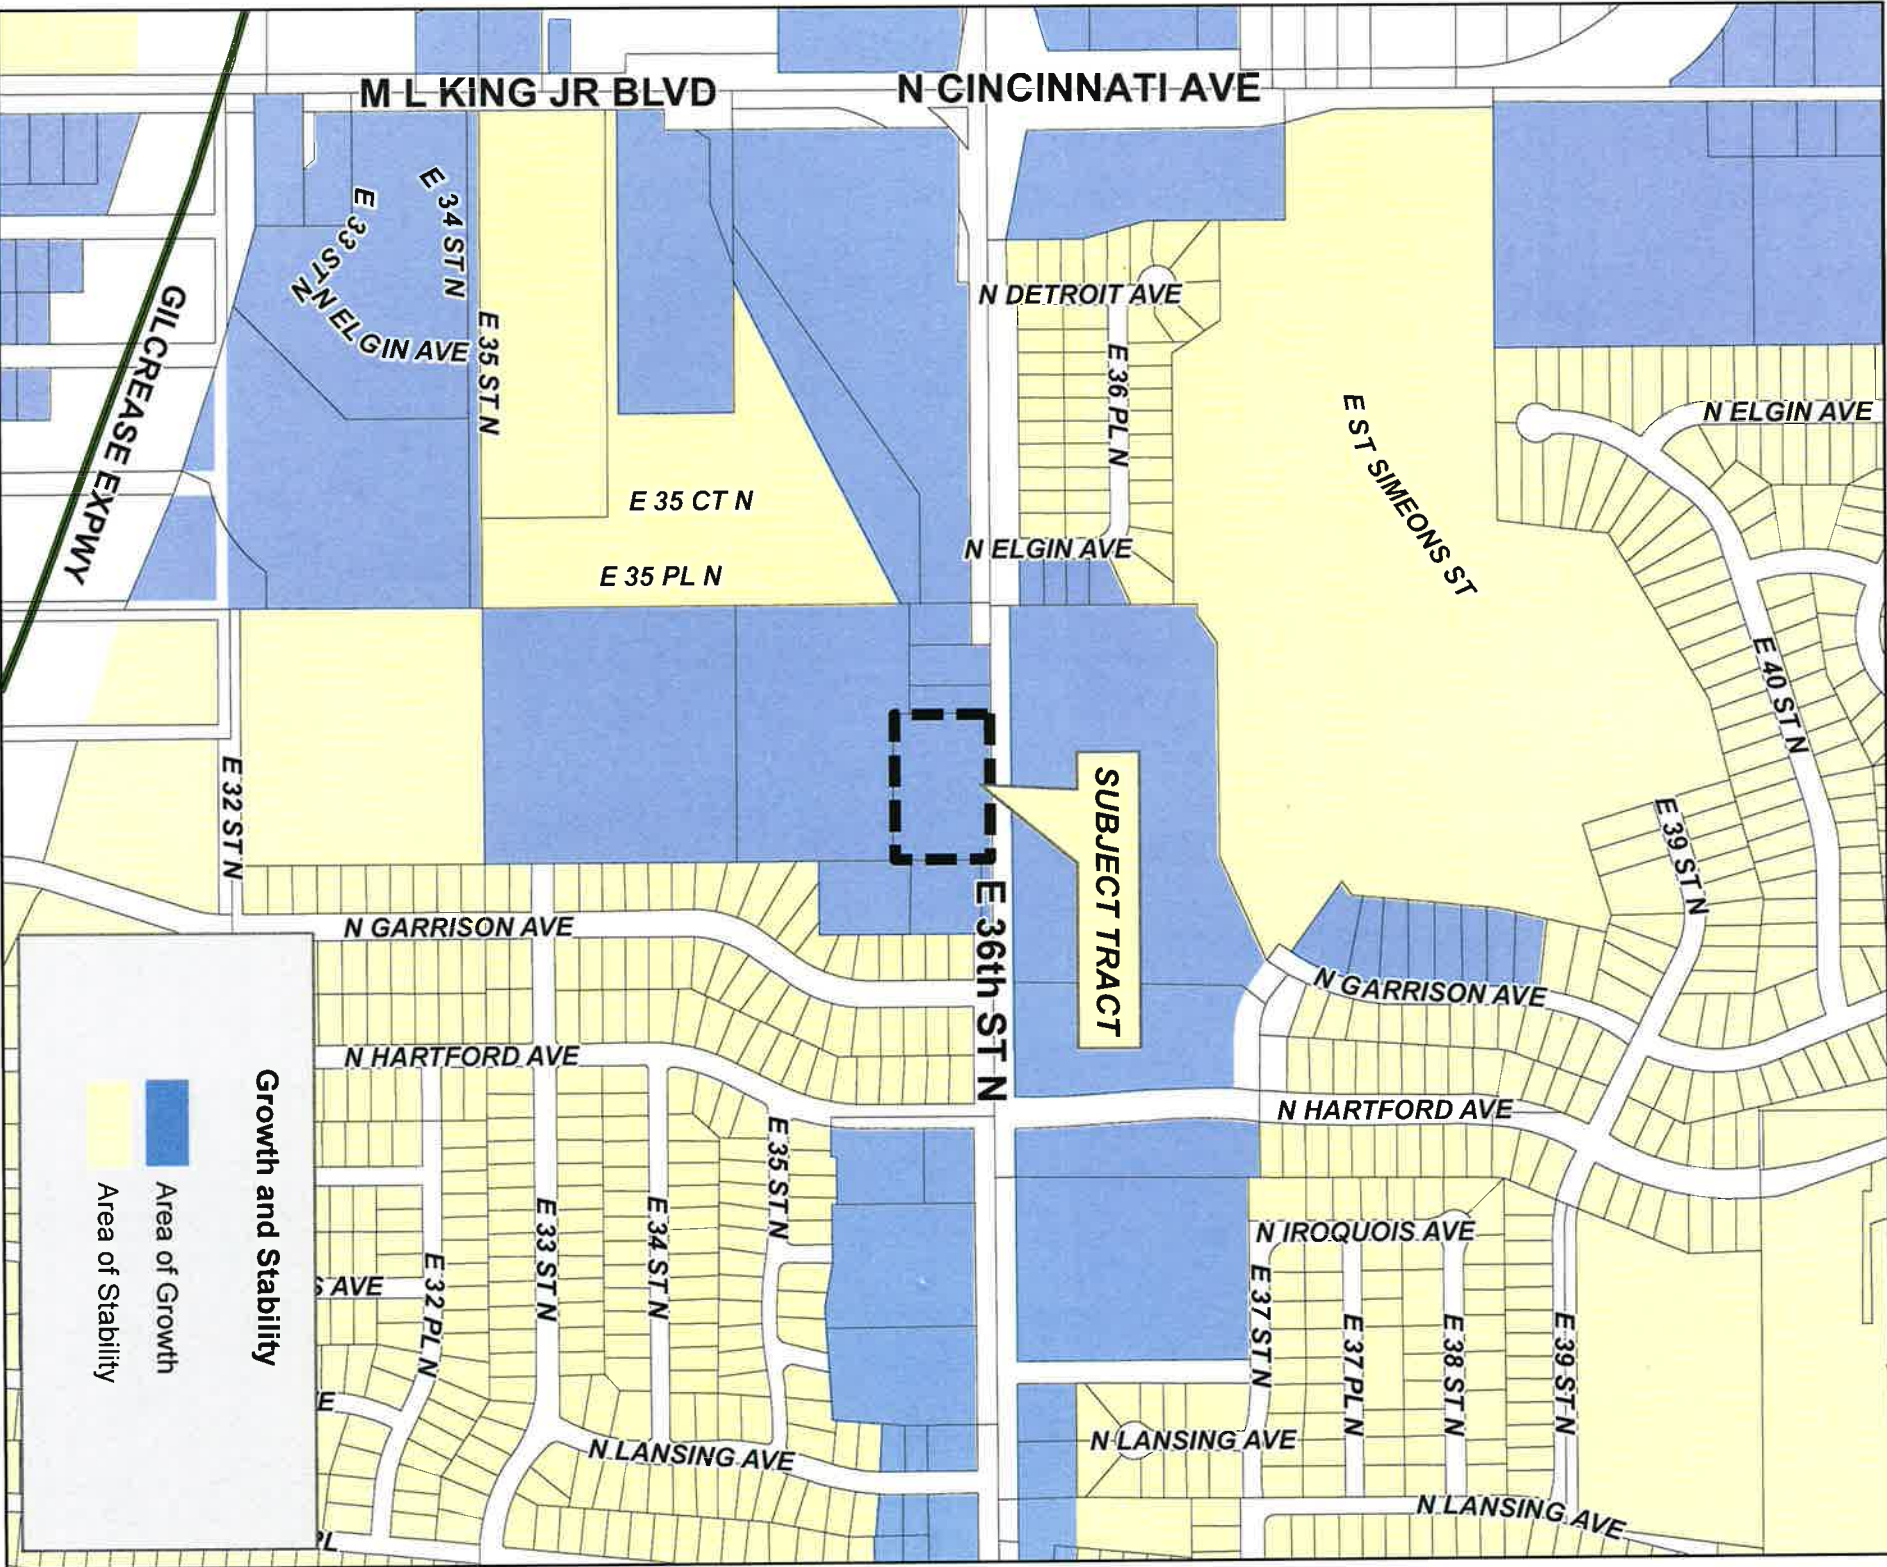 M L KING JR BLVD
N CINCINNATI AVE
E 34 ST N
E 33 ST N
N ELGIN AVE
E 35 ST N
GILCREASE EXPWY
N DETROIT AVE
E 36 PL N
E ST SIMEONS ST
N ELGIN AVE
E 35 CT N
N ELGIN AVE
E 35 PL N
E 40 ST N
E 32 ST N
SUBJECT TRACT
E 39 ST N
N GARRISON AVE
E 36th ST N
N GARRISON AVE
N HARTFORD AVE
N HARTFORD AVE
E 35 ST N
N IROQUOIS AVE
E 33 ST N
E 34 ST N
E 32 PL N
S AVE
E 37 ST N
E 37 PL N
E 38 ST N
E 39 ST N
E
N LANSING AVE
N LANSING AVE
N LANSING AVE
PL
Growth and Stability
Area of Growth
Area of Stability